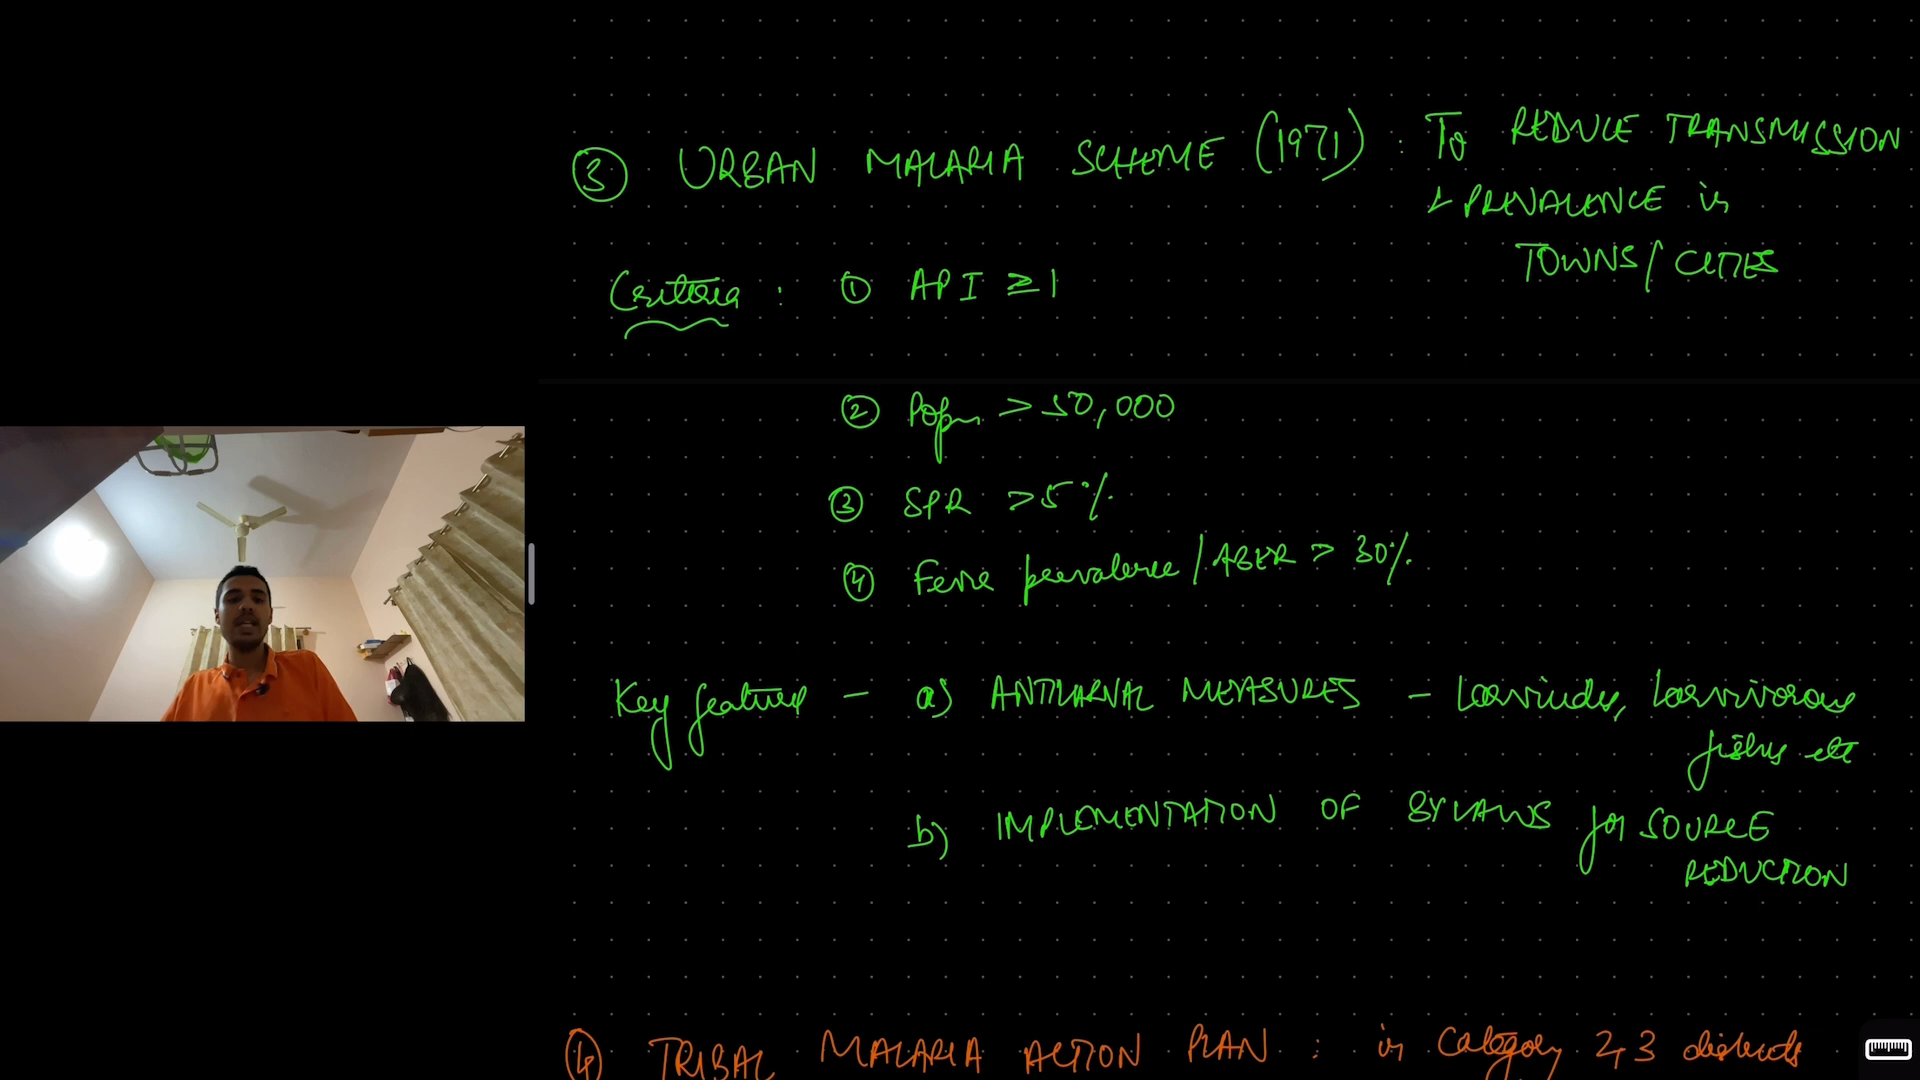 ③ URBAN MALARIA SCHEME (1971) : To REDUCE TRANSMISSION
& PREVALENCE in
TOWNS/ CITIES
Criteria : ① API ≥ 1
② Popn > 50,000
③ SPR > 5%
④ Fever prevalence / ABER > 30%
Key features - a) ANTILARVAL MEASURES - Larvicides, Larvivorous
fishes etc
b) IMPLEMENTATION OF BYLAWS for SOURCE
REDUCTION
④ TRIBAL MALARIA ACTION PLAN : in Category 2,3 districts